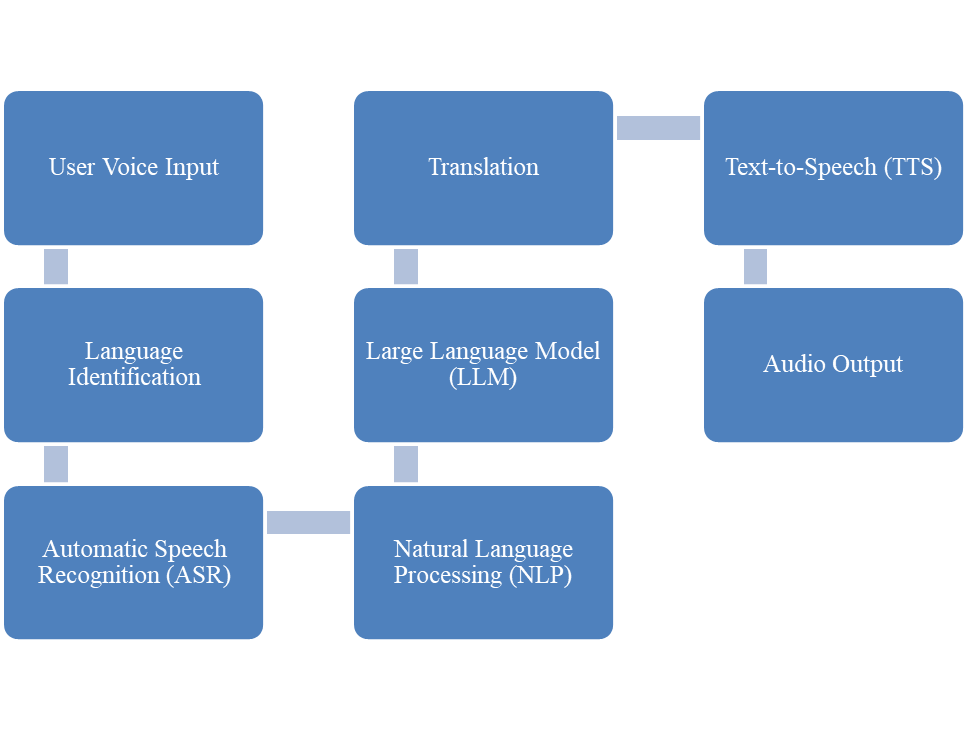 User Voice Input
Language
Identification
Automatic Speech
Recognition (ASR)
Natural Language
Processing (NLP)
Large Language Model
(LLM)
Translation
Text-to-Speech (TTS)
Audio Output